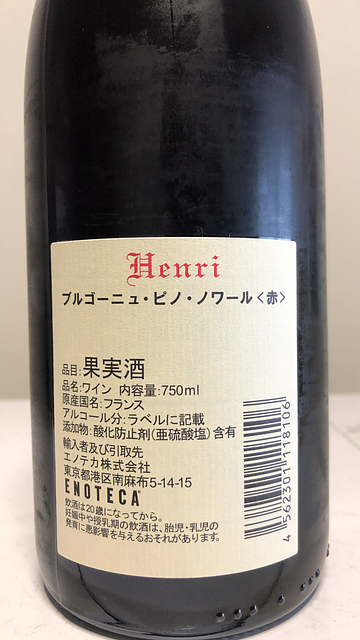 Henri
ブルゴーニュ・ピノ・ノワール<赤>
品目:果実酒
品名:ワイン 内容量:750ml
原産国名:フランス
アルコール分:ラベルに記載
添加物:酸化防止剤(亜硫酸塩)含有
輸入者及び引取先
エノテカ株式会社
東京都港区南麻布5-14-15
ENOTECA
飲酒は20歳になってから。
妊娠中や授乳期の飲酒は、胎児・乳児の
発育に悪影響を与えるおそれがあります。
4 562301 118106